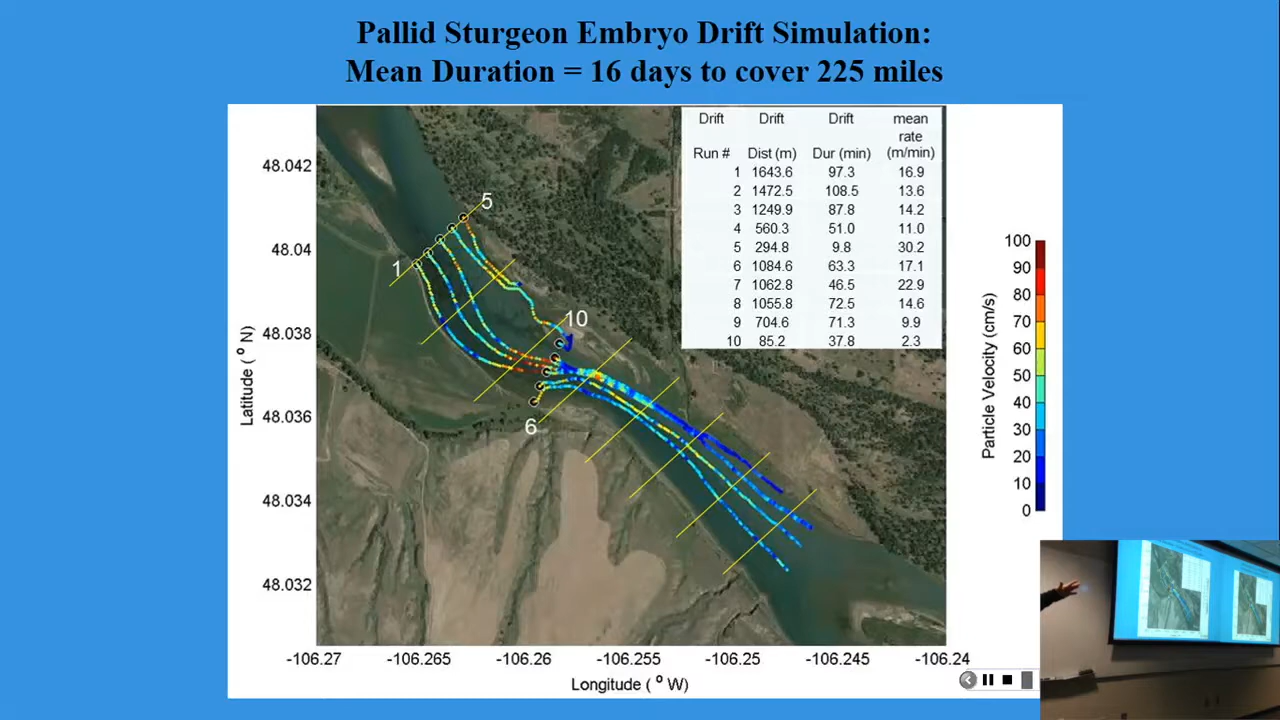 Pallid Sturgeon Embryo Drift Simulation:
Mean Duration = 16 days to cover 225 miles
Drift Drift Drift mean
rate
Run # Dist (m) Dur (min) (m/min)
1 1643.6 97.3 16.9
2 1472.5 108.5 13.6
3 1249.9 87.8 14.2
4 560.3 51.0 11.0
5 294.8 9.8 30.2
6 1084.6 63.3 17.1
7 1062.8 46.5 22.9
8 1055.8 72.5 14.6
9 704.6 71.3 9.9
10 85.2 37.8 2.3
48.042
48.04
48.038
48.036
48.034
48.032
Latitude ( ° N)
5
1
10
6
100
90
80
70
60
50
40
30
20
10
0
Particle Velocity (cm/s)
-106.27 -106.265 -106.26 -106.255 -106.25 -106.245 -106.24
Longitude ( ° W)